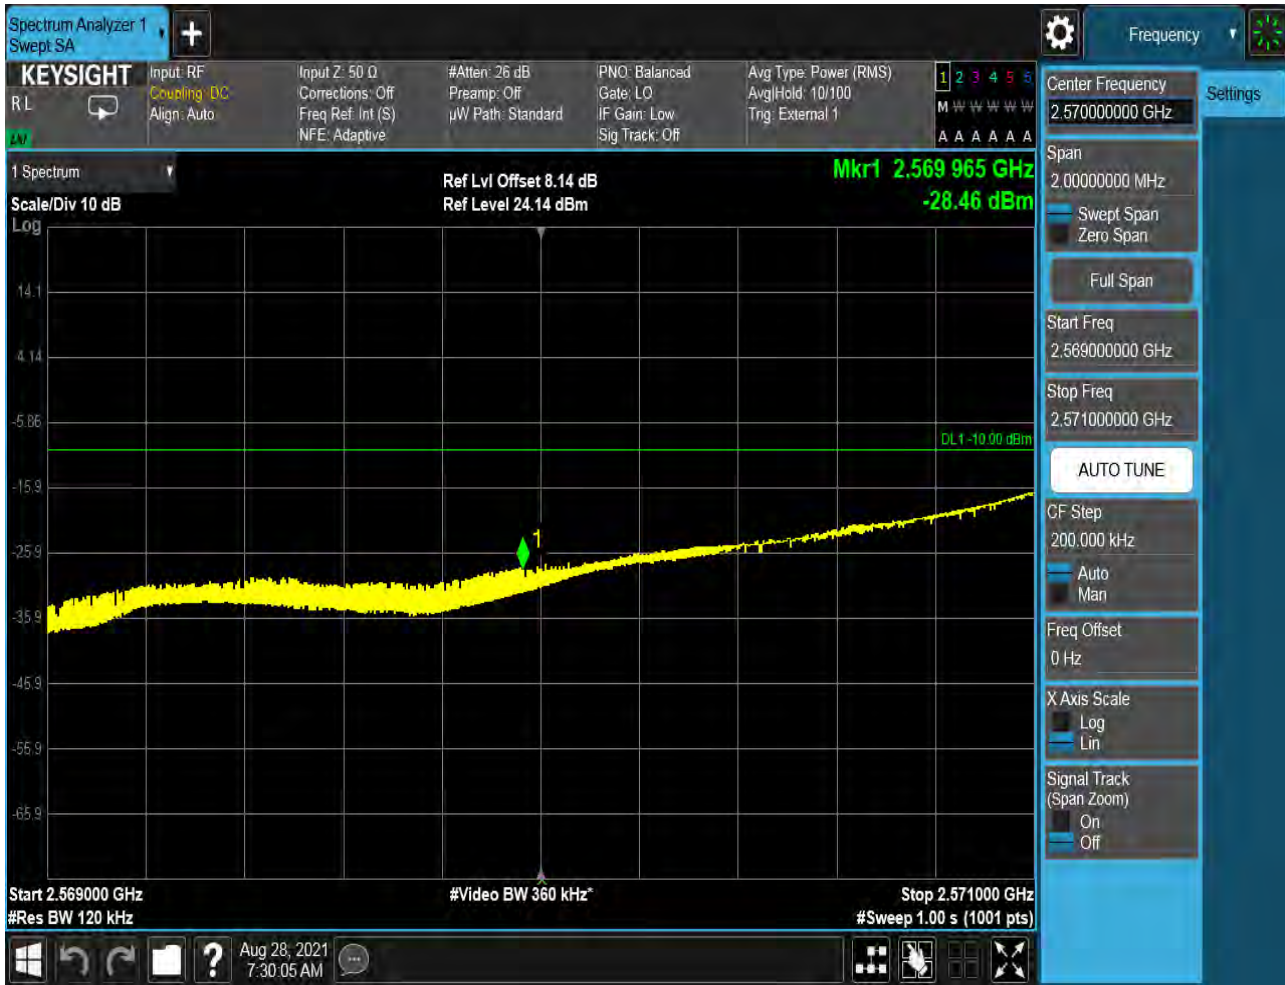 Spectrum Analyzer 1
Swept SA
Frequency
KEYSIGHT
R L
Input: RF
Coupling: DC
Align: Auto
Input Z: 50 Ω
Corrections: Off
Freq Ref: Int (S)
NFE: Adaptive
#Atten: 26 dB
Preamp: Off
µW Path: Standard
PNO: Balanced
Gate: LO
IF Gain: Low
Sig Track: Off
Avg Type: Power (RMS)
Avg|Hold: 10/100
Trig: External 1
1 2 3 4 5 6
M W W W W W
A A A A A A
1 Spectrum
Scale/Div 10 dB
Log
Ref Lvl Offset 8.14 dB
Ref Level 24.14 dBm
Mkr1 2.569 965 GHz
-28.46 dBm
14.1
4.14
-5.86
-15.9
-25.9
-35.9
-45.9
-55.9
-65.9
DL1 -10.00 dBm
1
Start 2.569000 GHz
#Res BW 120 kHz
#Video BW 360 kHz*
Stop 2.571000 GHz
#Sweep 1.00 s (1001 pts)
Aug 28, 2021
7:30:05 AM
Center Frequency
2.570000000 GHz
Settings
Span
2.00000000 MHz
Swept Span
Zero Span
Full Span
Start Freq
2.569000000 GHz
Stop Freq
2.571000000 GHz
AUTO TUNE
CF Step
200.000 kHz
Auto
Man
Freq Offset
0 Hz
X Axis Scale
Log
Lin
Signal Track
(Span Zoom)
On
Off